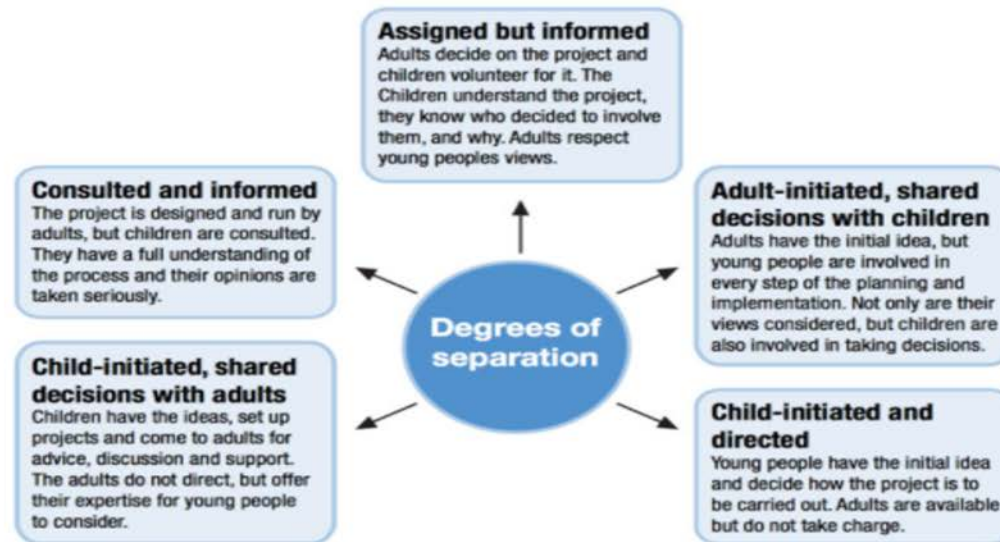 Assigned but informed
Adults decide on the project and
children volunteer for it. The
Children understand the project,
they know who decided to involve
them, and why. Adults respect
young peoples views.
Consulted and informed
The project is designed and run by
adults, but children are consulted.
They have a full understanding of
the process and their opinions are
taken seriously.
Adult-initiated, shared
decisions with children
Adults have the initial idea, but
young people are involved in
every step of the planning and
implementation. Not only are their
views considered, but children are
also involved in taking decisions.
Degrees of
separation
Child-initiated, shared
decisions with adults
Children have the ideas, set up
projects and come to adults for
advice, discussion and support.
The adults do not direct, but offer
their expertise for young people
to consider.
Child-initiated and
directed
Young people have the initial idea
and decide how the project is to
be carried out. Adults are available
but do not take charge.